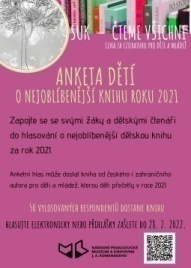 SUK ČTEME VŠICHNI
CENA ZA LITERATURU PRO DĚTI A MLÁDEŽ
ANKETA DĚTÍ
O NEJOBLÍBENĚJŠÍ KNIHU ROKU 2021
Zapojte se se svými žáky a dětskými čtenáři
do hlasování o nejoblíbenější dětskou knihu
za rok 2021.
Anketní hlas může dostat kniha od českého i zahraničního
autora pro děti a mládež, kterou děti přečetly v roce 2021.
50 VYLOSOVANÝCH RESPONDENTŮ DOSTANE KNIHU
HLASUJTE ELEKTRONICKY NEBO PŘIHLÁŠKY ZAŠLETE DO 28. 2. 2022.
NÁRODNÍ PEDAGOGICKÉ
MUZEUM A KNIHOVNA
J. A. KOMENSKÉHO